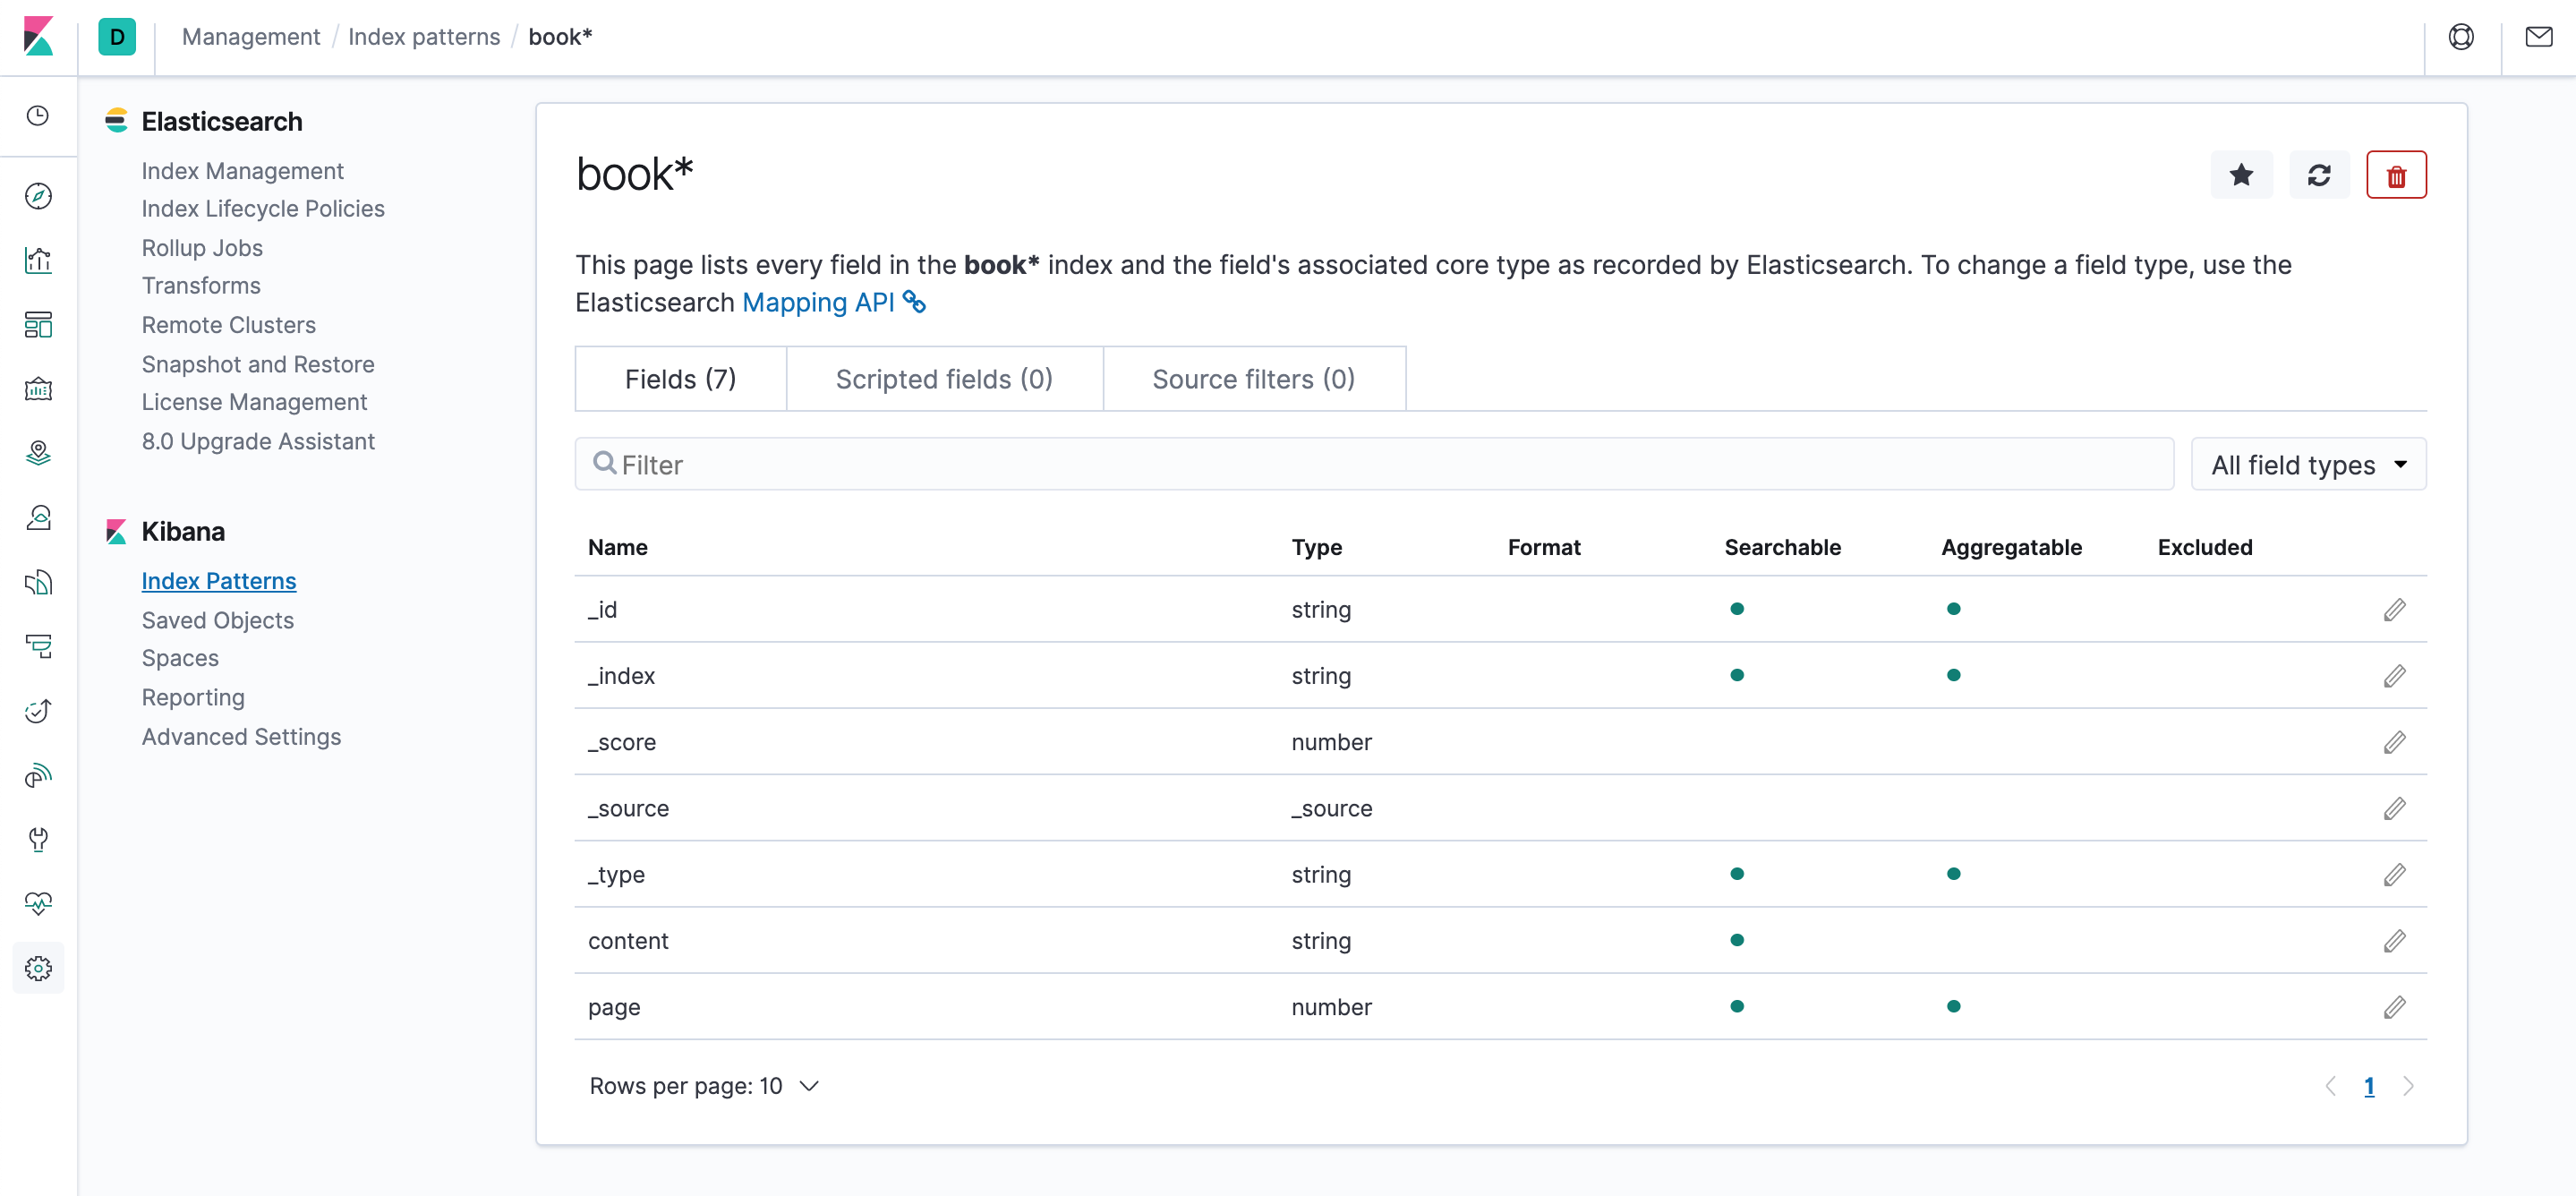 D
Management / Index patterns / book*
Elasticsearch
Index Management
Index Lifecycle Policies
Rollup Jobs
Transforms
Remote Clusters
Snapshot and Restore
License Management
8.0 Upgrade Assistant
Kibana
Index Patterns
Saved Objects
Spaces
Reporting
Advanced Settings
book*
This page lists every field in the book* index and the field's associated core type as recorded by Elasticsearch. To change a field type, use the
Elasticsearch Mapping API
Fields (7) Scripted fields (0) Source filters (0)
Filter All field types
Name Type Format Searchable Aggregatable Excluded
_id string
_index string
_score number
_source _source
_type string
content string
page number
Rows per page: 10 1